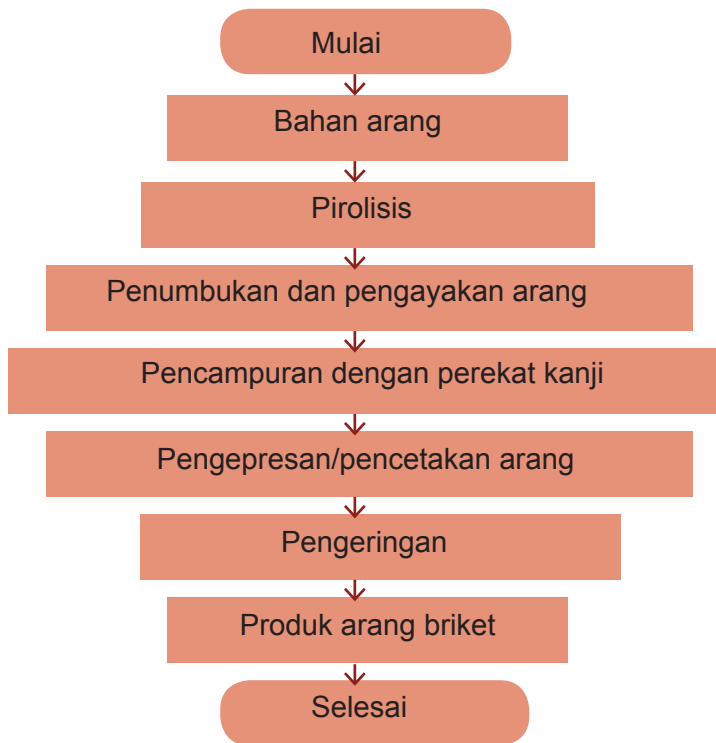 Mulai
Bahan arang
Pirolisis
Penumbukan dan pengayakan arang
Pencampuran dengan perekat kanji
Pengepresan/pencetakan arang
Pengeringan
Produk arang briket
Selesai